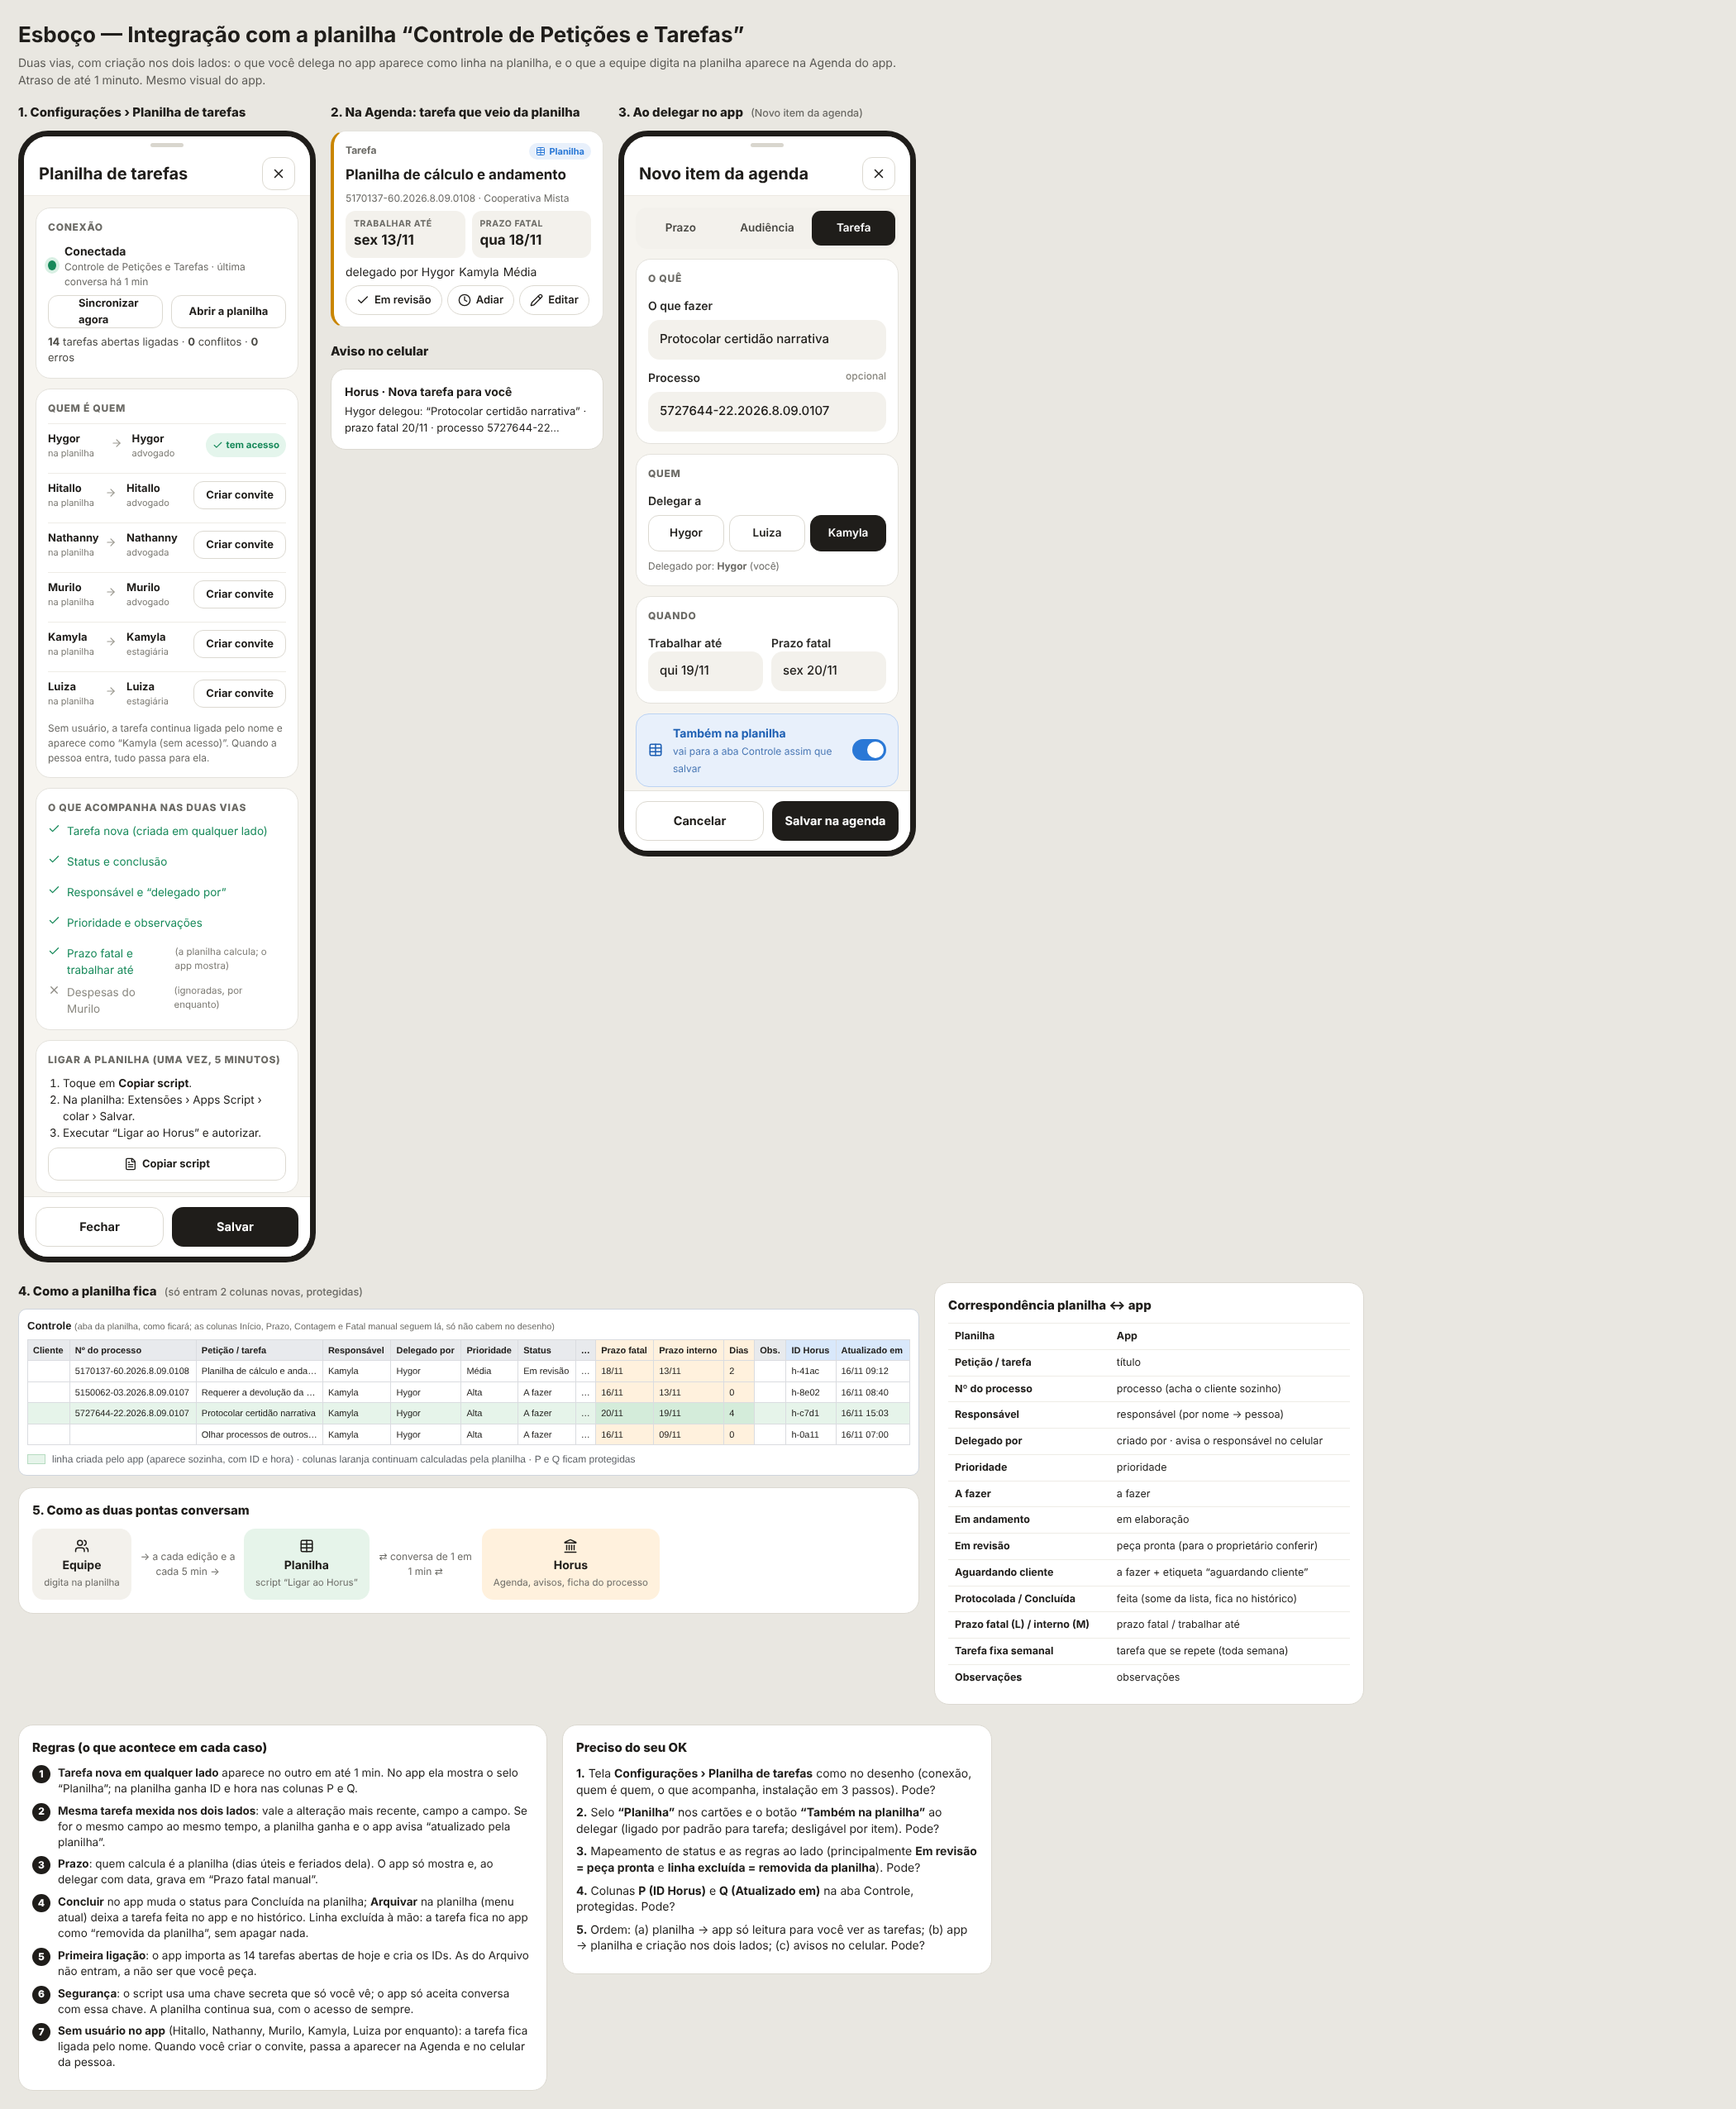 Esboço — Integração com a planilha “Controle de Petições e Tarefas”
Duas vias, com criação nos dois lados: o que você delega no app aparece como linha na planilha, e o que a equipe digita na planilha aparece na Agenda do app.
Atraso de até 1 minuto. Mesmo visual do app.
1. Configurações › Planilha de tarefas
Planilha de tarefas
CONEXÃO
Conectada
Controle de Petições e Tarefas · última
conversa há 1 min
Sincronizar
agora
Abrir a planilha
14 tarefas abertas ligadas · 0 conflitos · 0
erros
QUEM É QUEM
Hygor → Hygor ✓ tem acesso
na planilha advogado
Hitallo → Hitallo Criar convite
na planilha advogado
Nathanny → Nathanny Criar convite
na planilha advogada
Murilo → Murilo Criar convite
na planilha advogado
Kamyla → Kamyla Criar convite
na planilha estagiária
Luiza → Luiza Criar convite
na planilha estagiária
Sem usuário, a tarefa continua ligada pelo nome e
aparece como “Kamyla (sem acesso)”. Quando a
pessoa entra, tudo passa para ela.
O QUE ACOMPANHA NAS DUAS VIAS
Tarefa nova (criada em qualquer lado)
Status e conclusão
Responsável e “delegado por”
Prioridade e observações
Prazo fatal e
trabalhar até
(a planilha calcula; o
app mostra)
Despesas do
Murilo
(ignoradas, por
enquanto)
LIGAR A PLANILHA (UMA VEZ, 5 MINUTOS)
1. Toque em Copiar script.
2. Na planilha: Extensões › Apps Script ›
colar › Salvar.
3. Executar “Ligar ao Horus” e autorizar.
Copiar script
Fechar
Salvar
2. Na Agenda: tarefa que veio da planilha
Tarefa
Planilha
Planilha de cálculo e andamento
5170137-60.2026.8.09.0108 · Cooperativa Mista
TRABALHAR ATÉ
sex 13/11
PRAZO FATAL
qua 18/11
delegado por Hygor Kamyla Média
Em revisão
Adiar
Editar
Aviso no celular
Horus · Nova tarefa para você
Hygor delegou: “Protocolar certidão narrativa” ·
prazo fatal 20/11 · processo 5727644-22…
3. Ao delegar no app (Novo item da agenda)
Novo item da agenda
Prazo
Audiência
Tarefa
O QUÊ
O que fazer
Protocolar certidão narrativa
Processo opcional
5727644-22.2026.8.09.0107
QUEM
Delegar a
Hygor
Luiza
Kamyla
Delegado por: Hygor (você)
QUANDO
Trabalhar até
qui 19/11
Prazo fatal
sex 20/11
Também na planilha
vai para a aba Controle assim que
salvar
Cancelar
Salvar na agenda
4. Como a planilha fica (só entram 2 colunas novas, protegidas)
Controle (aba da planilha, como ficará; as colunas Início, Prazo, Contagem e Fatal manual seguem lá, só não cabem no desenho)
Cliente Nº do processo Petição / tarefa Responsável Delegado por Prioridade Status … Prazo fatal Prazo interno Dias Obs. ID Horus Atualizado em
5170137-60.2026.8.09.0108 Planilha de cálculo e anda… Kamyla Hygor Média Em revisão … 18/11 13/11 2 h-41ac 16/11 09:12
5150062-03.2026.8.09.0107 Requerer a devolução da … Kamyla Hygor Alta A fazer … 16/11 13/11 0 h-8e02 16/11 08:40
5727644-22.2026.8.09.0107 Protocolar certidão narrativa Kamyla Hygor Alta A fazer … 20/11 19/11 4 h-c7d1 16/11 15:03
Olhar processos de outros… Kamyla Hygor Alta A fazer … 16/11 09/11 0 h-0a11 16/11 07:00
linha criada pelo app (aparece sozinha, com ID e hora) · colunas laranja continuam calculadas pela planilha · P e Q ficam protegidas
5. Como as duas pontas conversam
Equipe
digita na planilha
→ a cada edição e a
cada 5 min →
Planilha
script “Ligar ao Horus”
⇄ conversa de 1 em
1 min ⇄
Horus
Agenda, avisos, ficha do processo
Correspondência planilha ↔ app
Planilha App
Petição / tarefa título
Nº do processo processo (acha o cliente sozinho)
Responsável responsável (por nome → pessoa)
Delegado por criado por · avisa o responsável no celular
Prioridade prioridade
A fazer a fazer
Em andamento em elaboração
Em revisão peça pronta (para o proprietário conferir)
Aguardando cliente a fazer + etiqueta “aguardando cliente”
Protocolada / Concluída feita (some da lista, fica no histórico)
Prazo fatal (L) / interno (M) prazo fatal / trabalhar até
Tarefa fixa semanal tarefa que se repete (toda semana)
Observações observações
Regras (o que acontece em cada caso)
1 Tarefa nova em qualquer lado aparece no outro em até 1 min. No app ela mostra o selo
“Planilha”; na planilha ganha ID e hora nas colunas P e Q.
2 Mesma tarefa mexida nos dois lados: vale a alteração mais recente, campo a campo. Se
for o mesmo campo ao mesmo tempo, a planilha ganha e o app avisa “atualizado pela
planilha”.
3 Prazo: quem calcula é a planilha (dias úteis e feriados dela). O app só mostra e, ao
delegar com data, grava em “Prazo fatal manual”.
4 Concluir no app muda o status para Concluída na planilha; Arquivar na planilha (menu
atual) deixa a tarefa feita no app e no histórico. Linha excluída à mão: a tarefa fica no app
como “removida da planilha”, sem apagar nada.
5 Primeira ligação: o app importa as 14 tarefas abertas de hoje e cria os IDs. As do Arquivo
não entram, a não ser que você peça.
6 Segurança: o script usa uma chave secreta que só você vê; o app só aceita conversa
com essa chave. A planilha continua sua, com o acesso de sempre.
7 Sem usuário no app (Hitallo, Nathanny, Murilo, Kamyla, Luiza por enquanto): a tarefa fica
ligada pelo nome. Quando você criar o convite, passa a aparecer na Agenda e no celular
da pessoa.
Preciso do seu OK
1. Tela Configurações › Planilha de tarefas como no desenho (conexão,
quem é quem, o que acompanha, instalação em 3 passos). Pode?
2. Selo “Planilha” nos cartões e o botão “Também na planilha” ao
delegar (ligado por padrão para tarefa; desligável por item). Pode?
3. Mapeamento de status e as regras ao lado (principalmente Em revisão
= peça pronta e linha excluída = removida da planilha). Pode?
4. Colunas P (ID Horus) e Q (Atualizado em) na aba Controle,
protegidas. Pode?
5. Ordem: (a) planilha → app só leitura para você ver as tarefas; (b) app
→ planilha e criação nos dois lados; (c) avisos no celular. Pode?